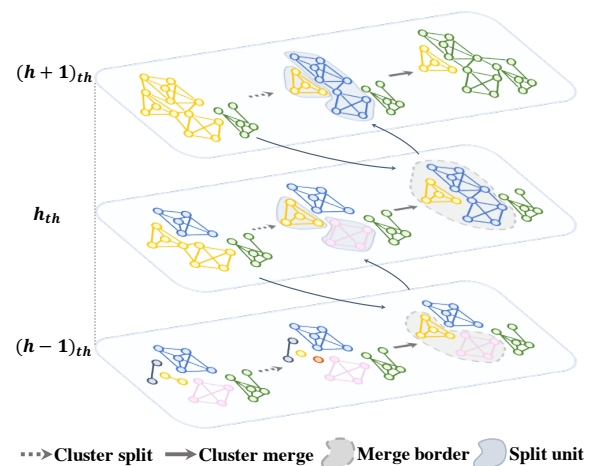 (h + 1)th
hth
(h − 1)th
Cluster split Cluster merge Merge border Split unit